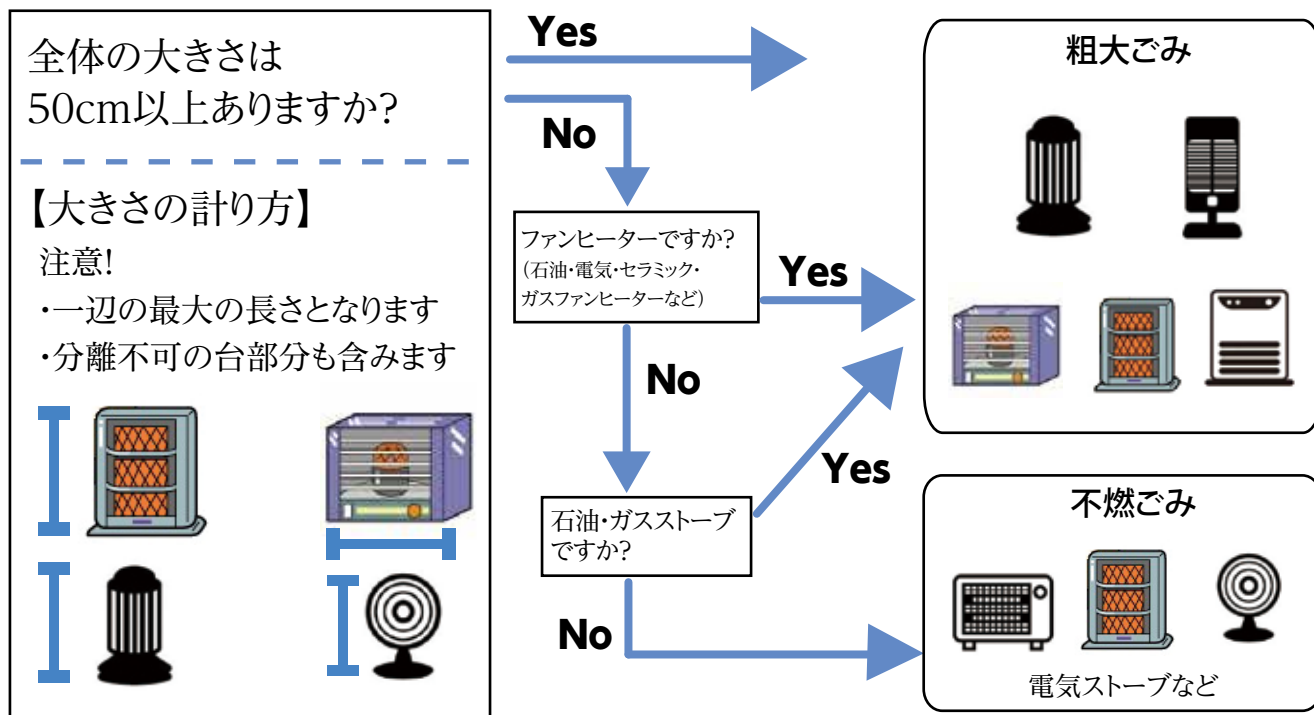 全体の大きさは
50cm以上ありますか?
【大きさの計り方】
注意!
・一辺の最大の長さとなります
・分離不可の台部分も含みます
Yes
No
ファンヒーターですか?
(石油・電気・セラミック・
ガスファンヒーターなど)
Yes
No
石油・ガスストーブ
ですか?
Yes
No
粗大ごみ
不燃ごみ
電気ストーブなど